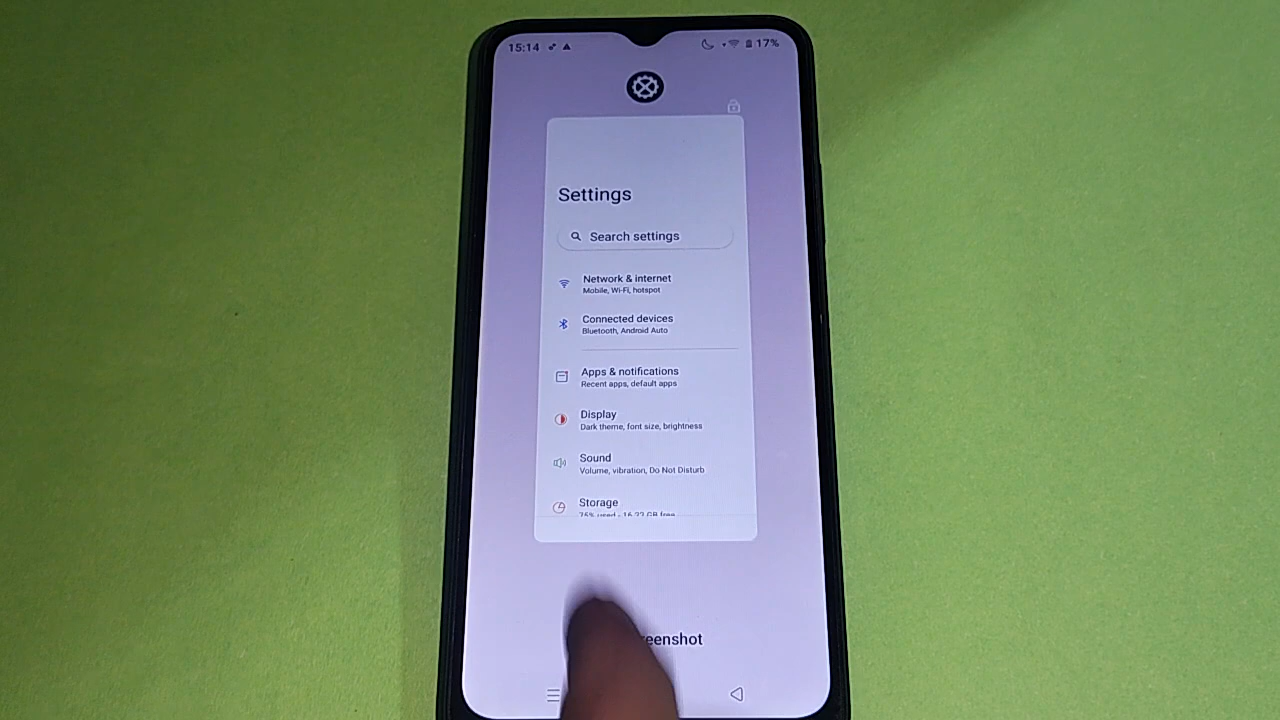 15:14 17%
Settings
Search settings
Network & internet
Mobile, Wi-Fi, hotspot
Connected devices
Bluetooth, Android Auto
Apps & notifications
Recent apps, default apps
Display
Dark theme, font size, brightness
Sound
Volume, vibration, Do Not Disturb
Storage